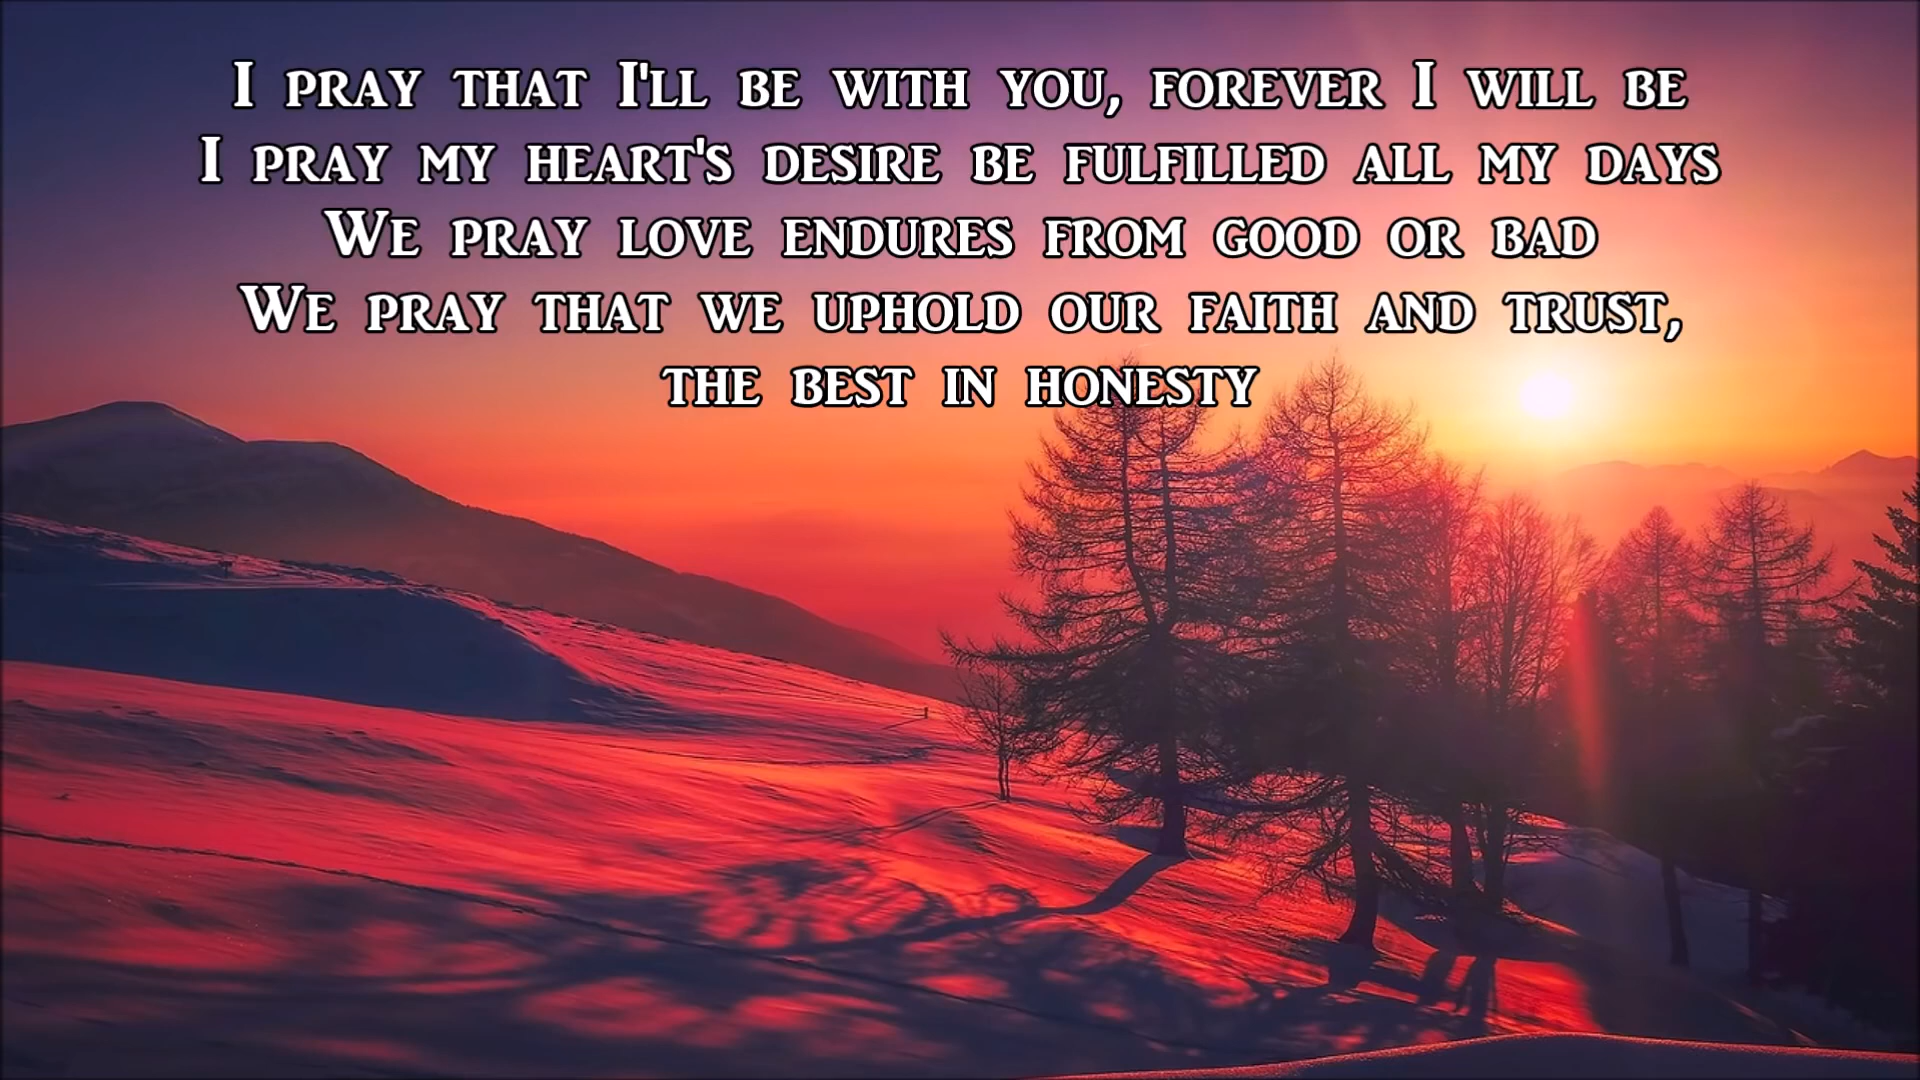 I pray that I'll be with you, forever I will be
I pray my heart's desire be fulfilled all my days
We pray love endures from good or bad
We pray that we uphold our faith and trust,
the best in honesty